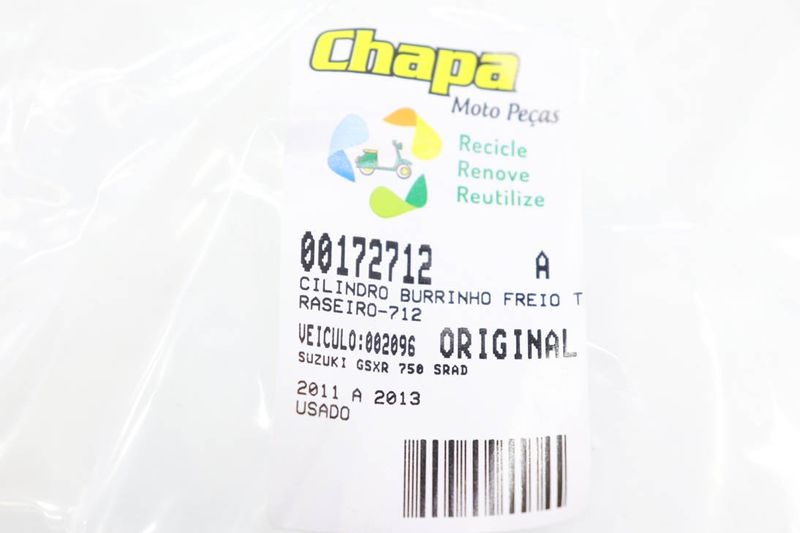 Chapa
Moto Peças
Recicle
Renove
Reutilize
00172712 A
CILINDRO BURRINHO FREIO T
RASEIRO-712
VEICULO:002096 ORIGINAL
SUZUKI GSXR 750 SRAD
2011 A 2013
USADO